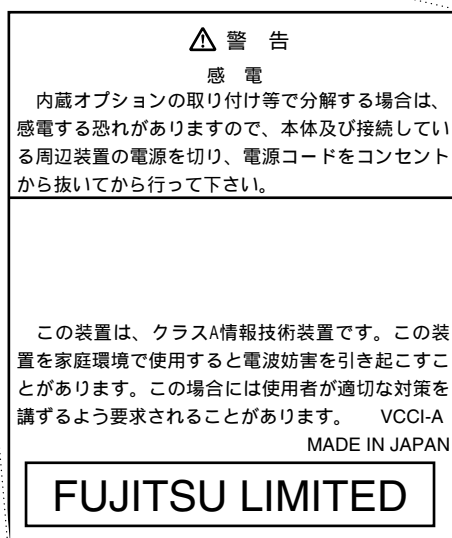 ⚠ 警 告
感 電
内蔵オプションの取り付け等で分解する場合は、
感電する恐れがありますので、本体及び接続してい
る周辺装置の電源を切り、電源コードをコンセント
から抜いてから行って下さい。
この装置は、クラスA情報技術装置です。この装
置を家庭環境で使用すると電波妨害を引き起こすこ
とがあります。この場合には使用者が適切な対策を
講ずるよう要求されることがあります。 VCCI-A
MADE IN JAPAN
FUJITSU LIMITED